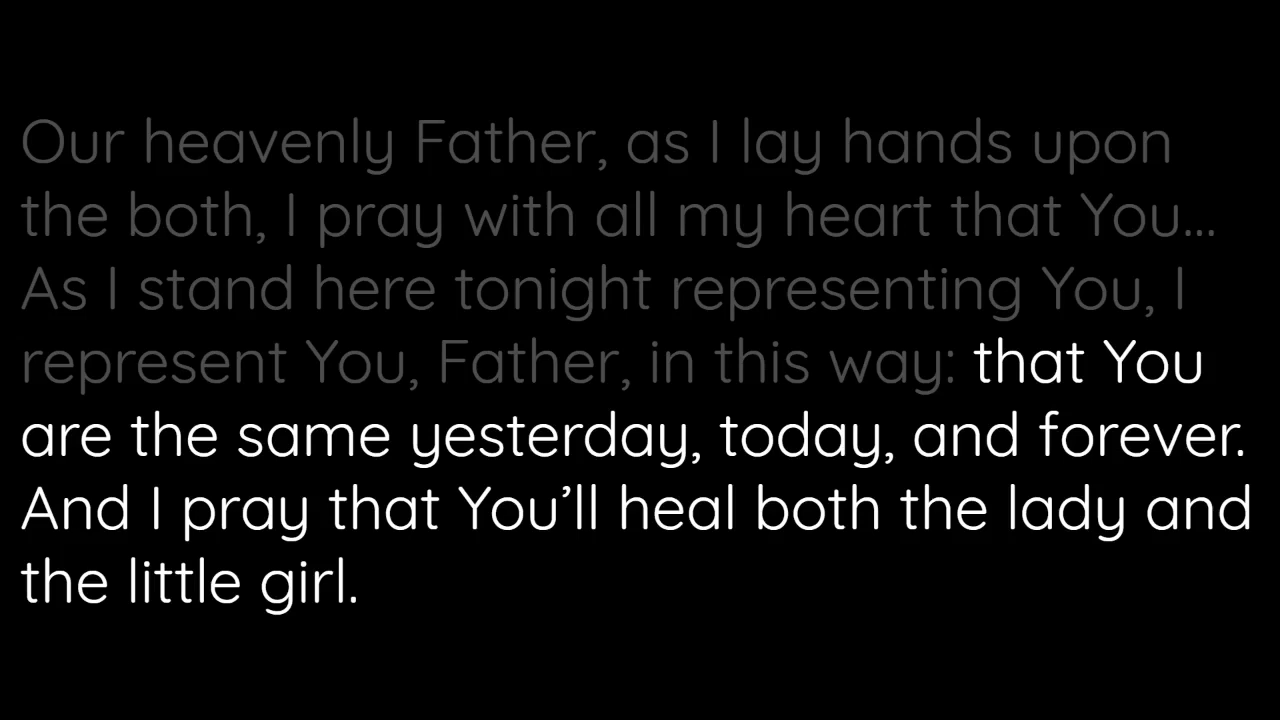 Our heavenly Father, as I lay hands upon
the both, I pray with all my heart that You...
As I stand here tonight representing You, I
represent You, Father, in this way: that You
are the same yesterday, today, and forever.
And I pray that You’ll heal both the lady and
the little girl.